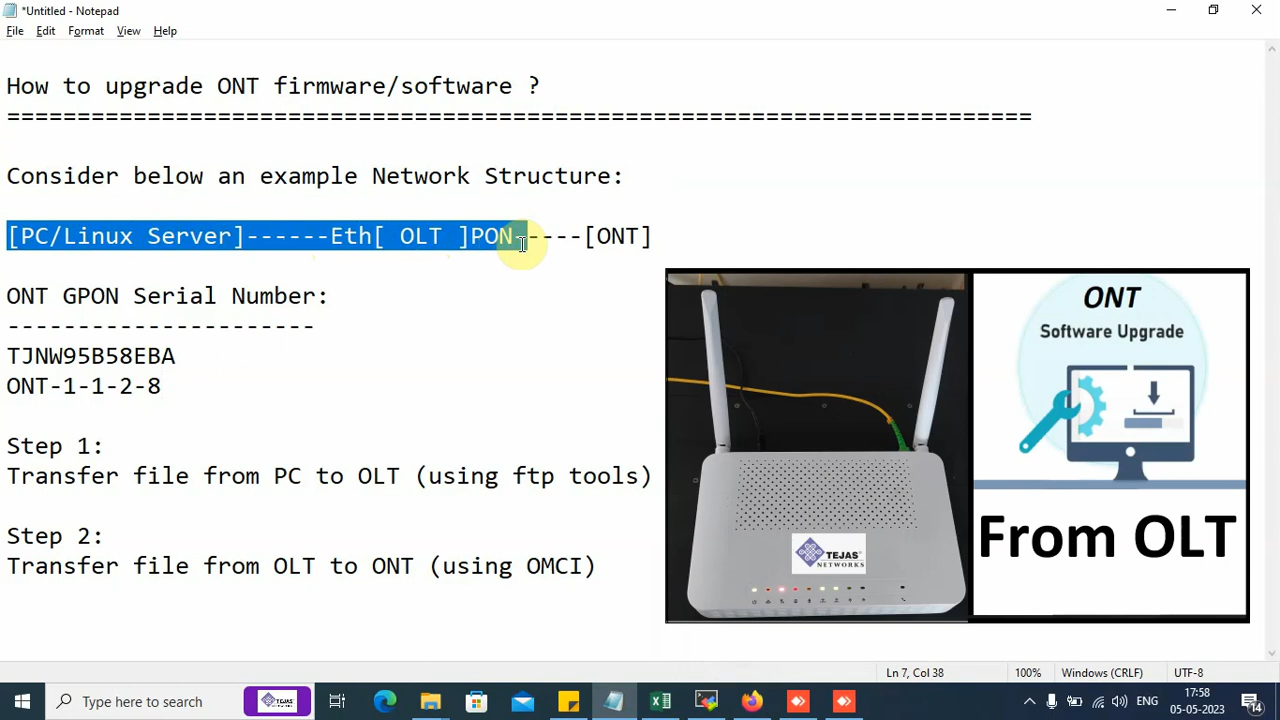 *Untitled - Notepad
File Edit Format View Help
How to upgrade ONT firmware/software ?
=========================================================================
Consider below an example Network Structure:
[PC/Linux Server]------Eth[ OLT ]PON-----[ONT]
ONT GPON Serial Number:
----------------------
TJNW95B58EBA
ONT-1-1-2-8
Step 1:
Transfer file from PC to OLT (using ftp tools)
Step 2:
Transfer file from OLT to ONT (using OMCI)
TEJAS
NETWORKS
ONT
Software Upgrade
From OLT
Ln 7, Col 38 100% Windows (CRLF) UTF-8
Type here to search
ENG
17:58
05-05-2023
14